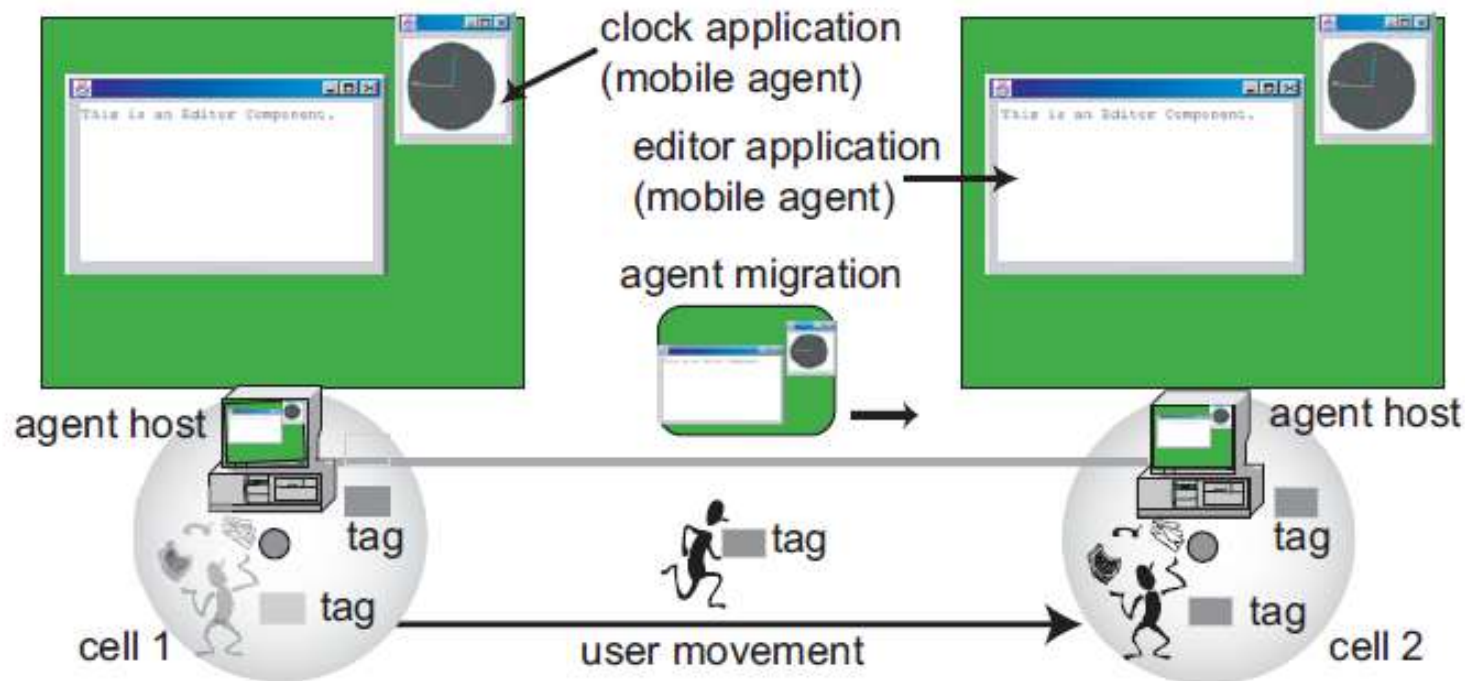 clock application
(mobile agent)
This is an Editor Component.
This is an Editor Component.
editor application
(mobile agent)
agent migration
agent host
agent host
tag
tag
tag
tag
tag
cell 1
user movement
cell 2